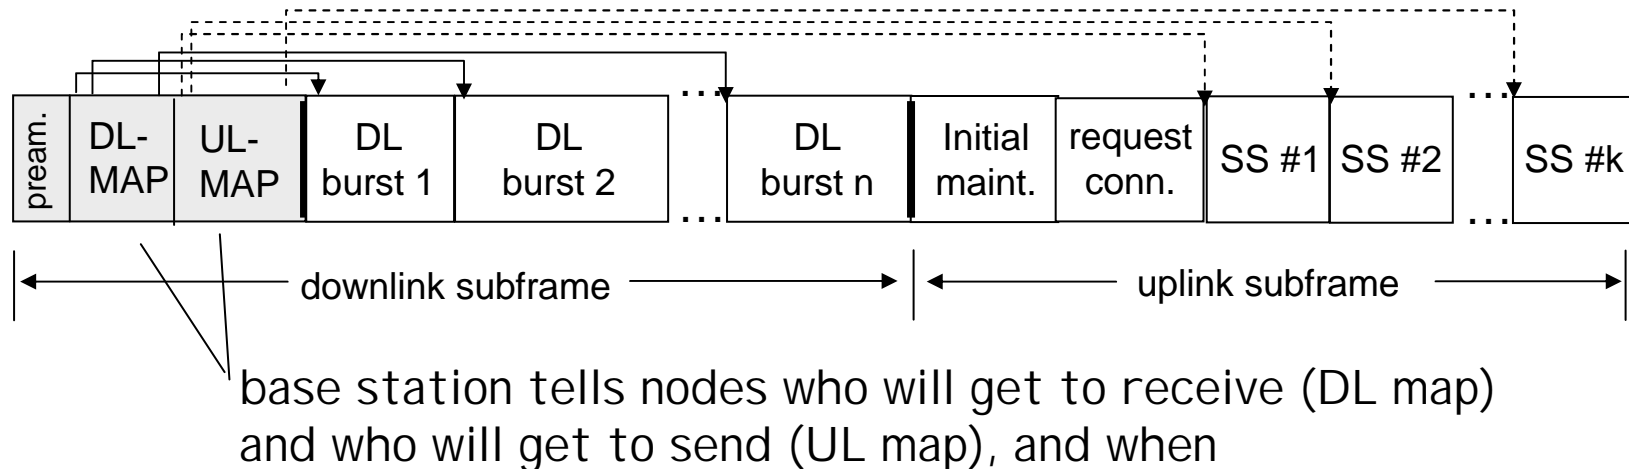 pream.
DL-
MAP
UL-
MAP
DL
burst 1
DL
burst 2
...
...
DL
burst n
Initial
maint.
request
conn.
SS #1
SS #2
...
...
SS #k
downlink subframe
uplink subframe
base station tells nodes who will get to receive (DL map)
and who will get to send (UL map), and when